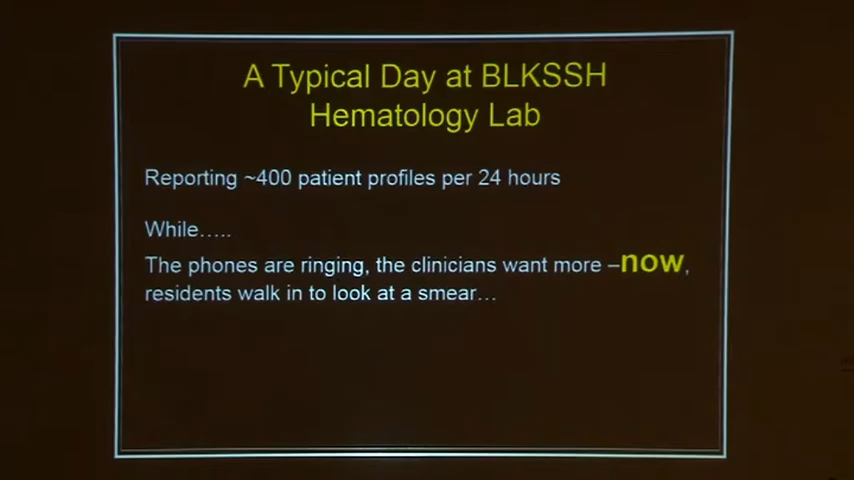 A Typical Day at BLKSSH
Hematology Lab
Reporting ~400 patient profiles per 24 hours
While…..
The phones are ringing, the clinicians want more –now,
residents walk in to look at a smear…